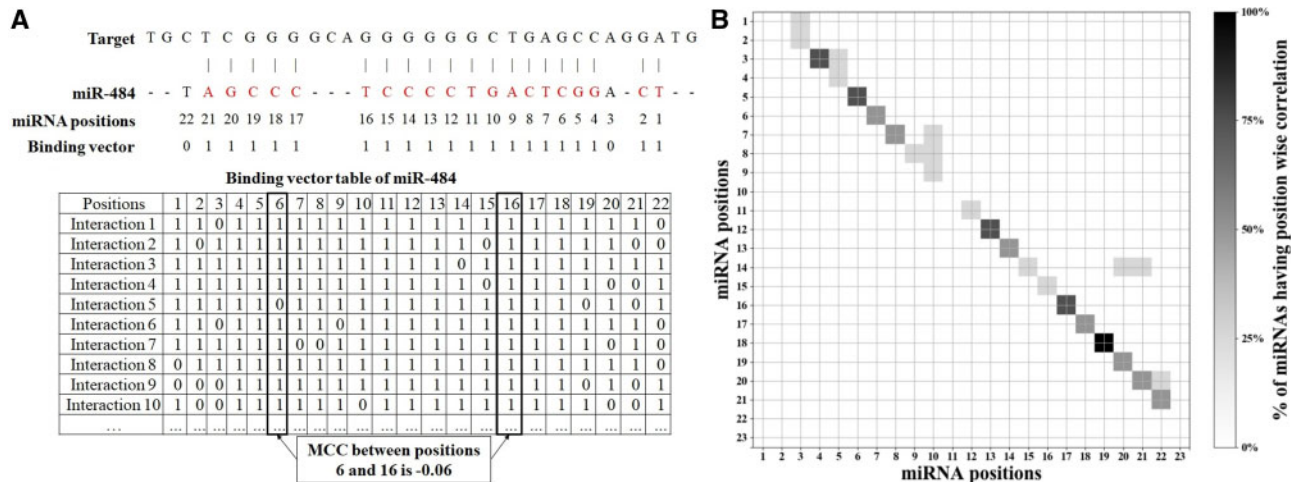 A
Target T G C T C G G G G C A G G G G G G C T G A G C C A G G A T G
miR-484 - - T A G C C C - - - T C C C C T G A C T C G G A - C T - -
miRNA positions 22 21 20 19 18 17 16 15 14 13 12 11 10 9 8 7 6 5 4 3 2 1
Binding vector 0 1 1 1 1 1 1 1 1 1 1 1 1 1 1 1 1 1 1 0 1 1
Binding vector table of miR-484
Positions 1 2 3 4 5 6 7 8 9 10 11 12 13 14 15 16 17 18 19 20 21 22
Interaction 1 1 1 0 1 1 1 1 1 1 1 1 1 1 1 1 1 1 1 1 1 1 0
Interaction 2 1 0 1 1 1 1 1 1 1 1 1 1 1 1 0 1 1 1 1 1 0 0
Interaction 3 1 1 1 1 1 1 1 1 1 1 1 1 1 0 1 1 1 1 1 1 1 0
Interaction 4 1 1 1 1 1 1 1 1 1 1 1 1 1 1 0 1 1 1 1 0 0 1
Interaction 5 1 1 1 1 1 0 1 1 1 1 1 1 1 1 1 1 1 1 0 1 0 1
Interaction 6 1 1 0 1 1 1 1 1 0 1 1 1 1 1 1 1 1 1 1 1 1 0
Interaction 7 1 1 1 1 1 1 0 0 1 1 1 1 1 1 1 1 1 1 1 0 1 0
Interaction 8 0 1 1 1 1 1 1 1 1 1 1 1 1 1 1 1 1 1 1 1 1 0
Interaction 9 0 0 0 1 1 1 1 1 1 1 1 1 1 1 1 1 1 1 0 1 0 1
Interaction 10 1 0 0 1 1 1 1 1 1 0 1 1 1 1 1 1 1 1 1 0 0 1
... ... ... ... ... ... ... ... ... ... ... ... ... ... ... ... ... ... ... ... ... ... ...
MCC between positions
6 and 16 is -0.06
B
miRNA positions
1
2
3
4
5
6
7
8
9
10
11
12
13
14
15
16
17
18
19
20
21
22
23
1 2 3 4 5 6 7 8 9 10 11 12 13 14 15 16 17 18 19 20 21 22 23
miRNA positions
100%
75%
50%
25%
0%
% of miRNAs having position wise correlation